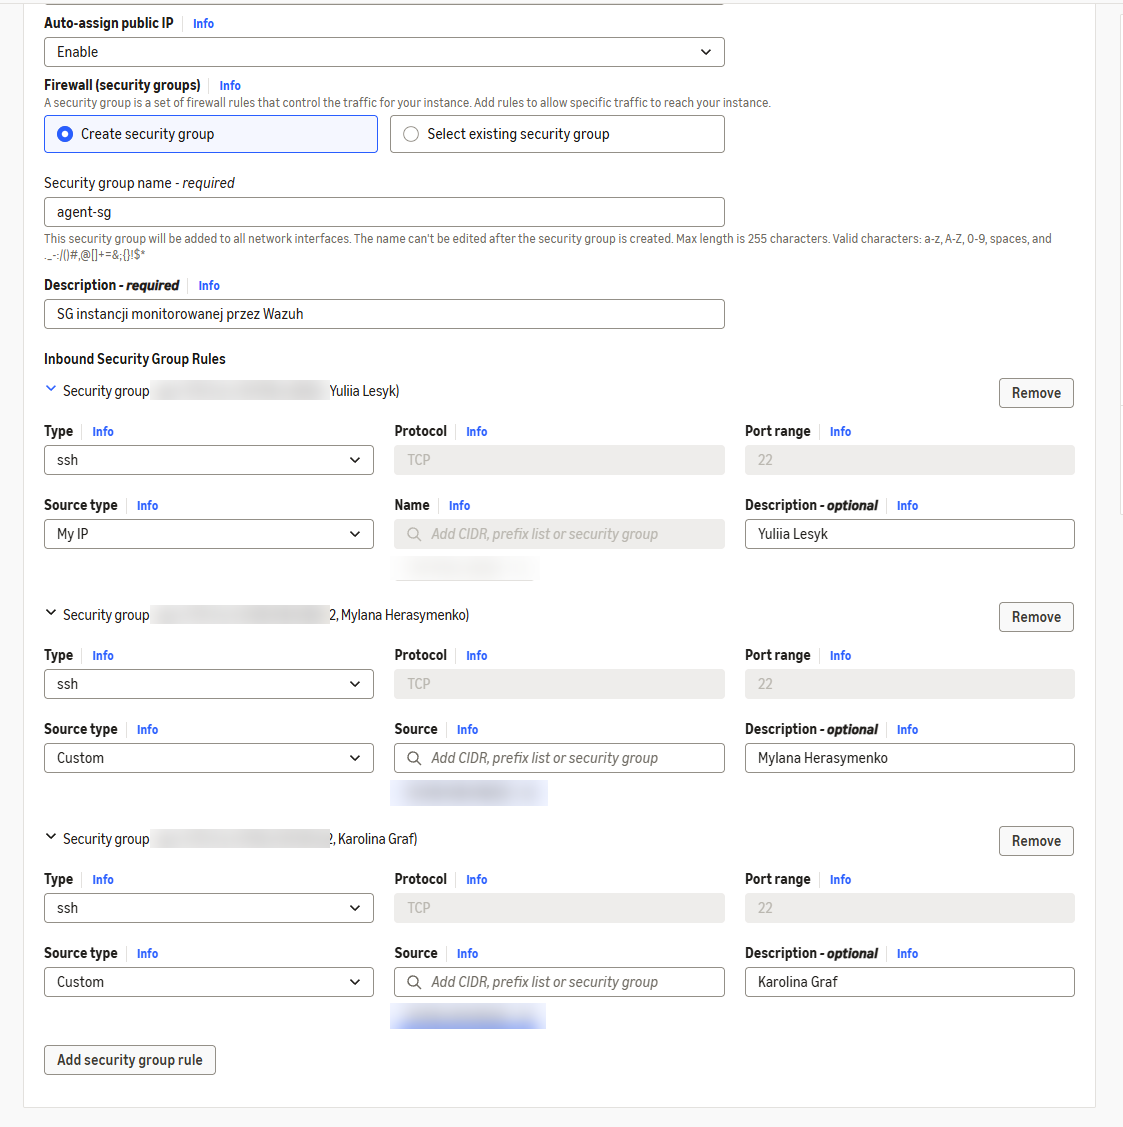 Auto-assign public IP Info
Enable
Firewall (security groups) Info
A security group is a set of firewall rules that control the traffic for your instance. Add rules to allow specific traffic to reach your instance.
Create security group Select existing security group
Security group name - required
agent-sg
This security group will be added to all network interfaces. The name can't be edited after the security group is created. Max length is 255 characters. Valid characters: a-z, A-Z, 0-9, spaces, and
._-:/()#,@[]+=&;{}!$*
Description - required Info
SG instancji monitorowanej przez Wazuh
Inbound Security Group Rules
Security group Yuliia Lesyk) Remove
Type Info Protocol Info Port range Info
ssh TCP 22
Source type Info Name Info Description - optional Info
My IP Add CIDR, prefix list or security group Yuliia Lesyk
Security group 2, Mylana Herasymenko) Remove
Type Info Protocol Info Port range Info
ssh TCP 22
Source type Info Source Info Description - optional Info
Custom Add CIDR, prefix list or security group Mylana Herasymenko
Security group 2, Karolina Graf) Remove
Type Info Protocol Info Port range Info
ssh TCP 22
Source type Info Source Info Description - optional Info
Custom Add CIDR, prefix list or security group Karolina Graf
Add security group rule